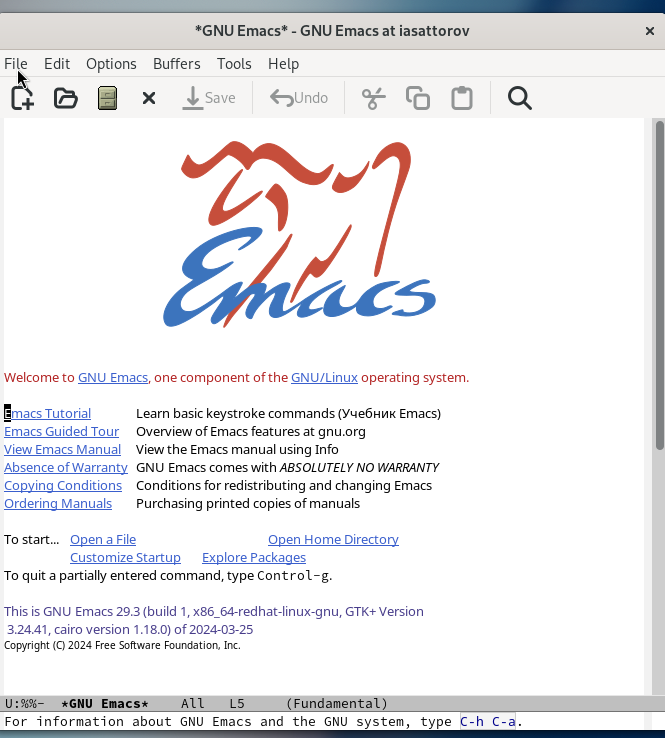 *GNU Emacs* - GNU Emacs at iasattorov
File Edit Options Buffers Tools Help
Save Undo
Emacs
Welcome to GNU Emacs, one component of the GNU/Linux operating system.
Emacs Tutorial Learn basic keystroke commands (Учебник Emacs)
Emacs Guided Tour Overview of Emacs features at gnu.org
View Emacs Manual View the Emacs manual using Info
Absence of Warranty GNU Emacs comes with ABSOLUTELY NO WARRANTY
Copying Conditions Conditions for redistributing and changing Emacs
Ordering Manuals Purchasing printed copies of manuals
To start... Open a File Open Home Directory
Customize Startup Explore Packages
To quit a partially entered command, type Control-g.
This is GNU Emacs 29.3 (build 1, x86_64-redhat-linux-gnu, GTK+ Version
3.24.41, cairo version 1.18.0) of 2024-03-25
Copyright (C) 2024 Free Software Foundation, Inc.
U:%%- *GNU Emacs* All L5 (Fundamental)
For information about GNU Emacs and the GNU system, type C-h C-a.